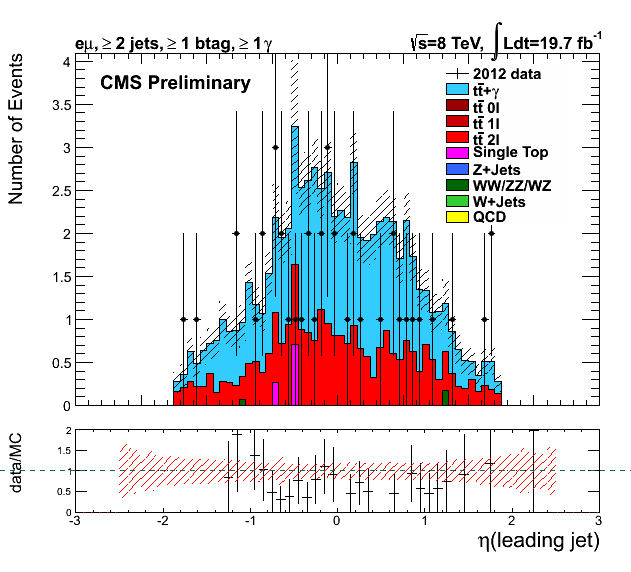 eμ, ≥ 2 jets, ≥ 1 btag, ≥ 1 γ
√s=8 TeV, ∫ Ldt=19.7 fb⁻¹
CMS Preliminary
2012 data
tt̄+γ
tt̄ 0l
tt̄ 1l
tt̄ 2l
Single Top
Z+Jets
WW/ZZ/WZ
W+Jets
QCD
Number of Events
4
3.5
3
2.5
2
1.5
1
0.5
0
data/MC
2
1.5
1
0.5
0
-3 -2 -1 0 1 2 3
η(leading jet)